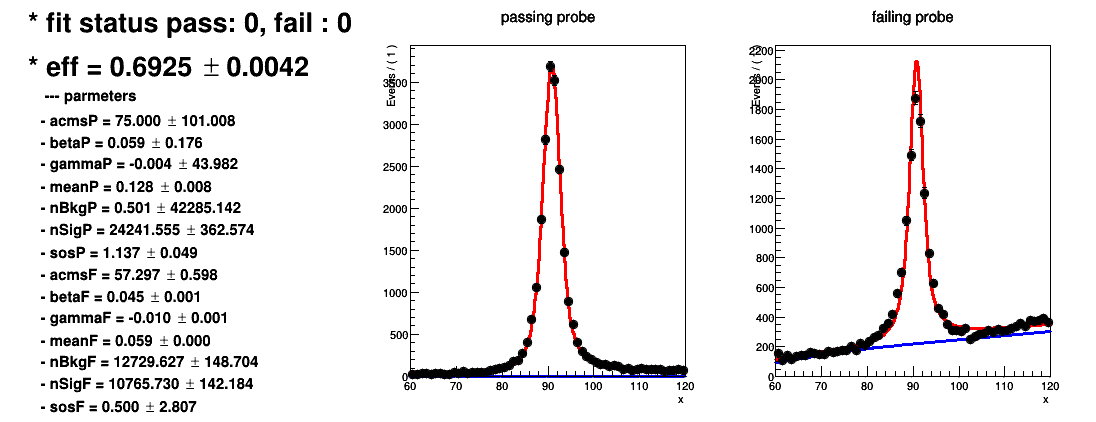 * fit status pass: 0, fail : 0
* eff = 0.6925 ± 0.0042
--- parmeters
- acmsP = 75.000 ± 101.008
- betaP = 0.059 ± 0.176
- gammaP = -0.004 ± 43.982
- meanP = 0.128 ± 0.008
- nBkgP = 0.501 ± 42285.142
- nSigP = 24241.555 ± 362.574
- sosP = 1.137 ± 0.049
- acmsF = 57.297 ± 0.598
- betaF = 0.045 ± 0.001
- gammaF = -0.010 ± 0.001
- meanF = 0.059 ± 0.000
- nBkgF = 12729.627 ± 148.704
- nSigF = 10765.730 ± 142.184
- sosF = 0.500 ± 2.807
passing probe
Events / ( 1 )
3500
3000
2500
2000
1500
1000
500
0
60 70 80 90 100 110 120
x
failing probe
Events / ( 1 )
2200
2000
1800
1600
1400
1200
1000
800
600
400
200
0
60 70 80 90 100 110 120
x